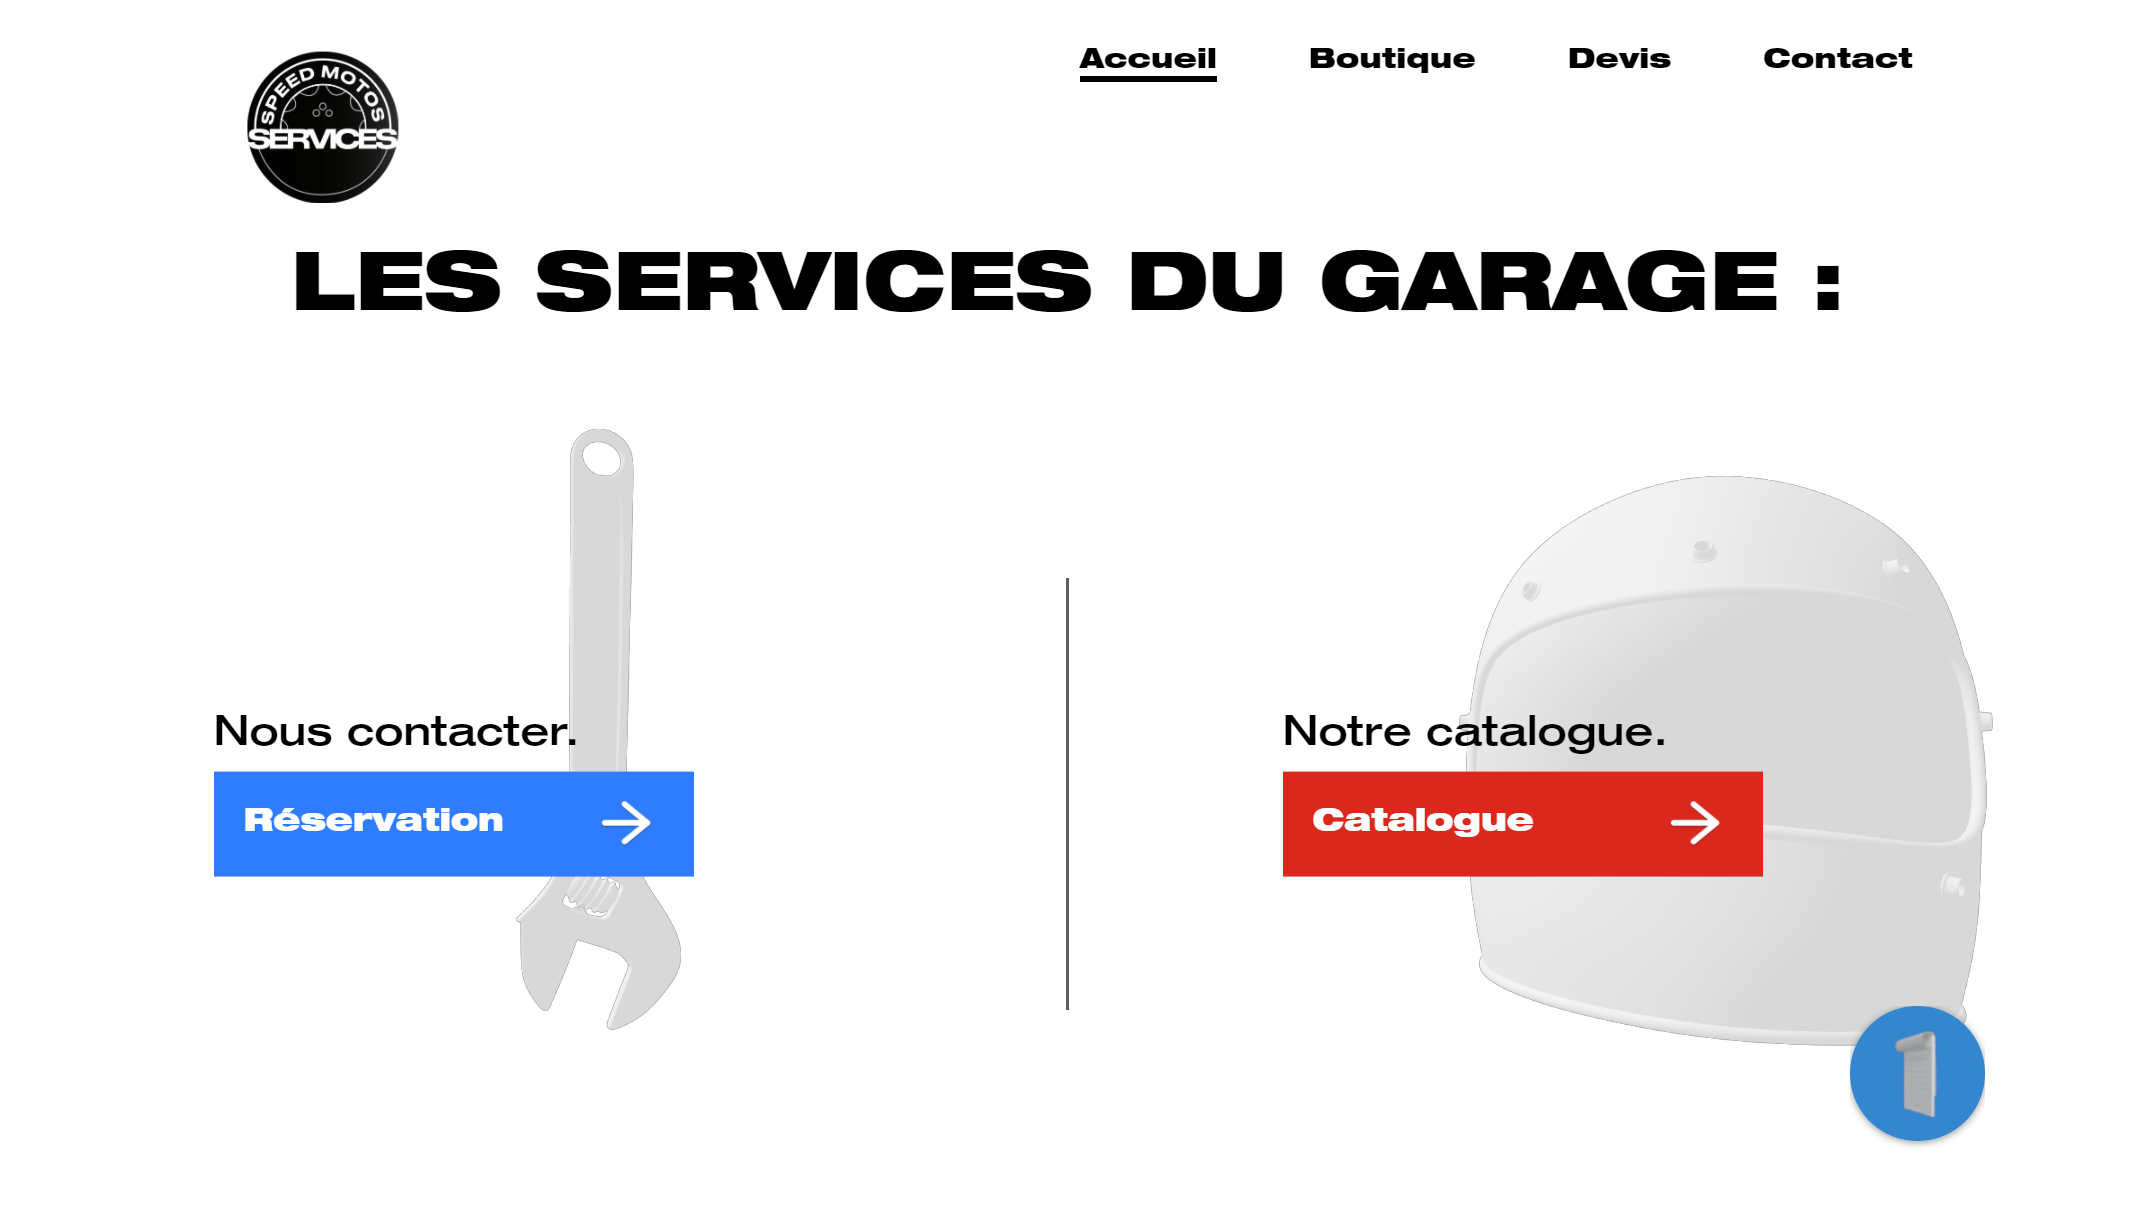 SPEED MOTOS
SERVICES
Accueil
Boutique
Devis
Contact
LES SERVICES DU GARAGE :
Nous contacter.
Réservation
Notre catalogue.
Catalogue